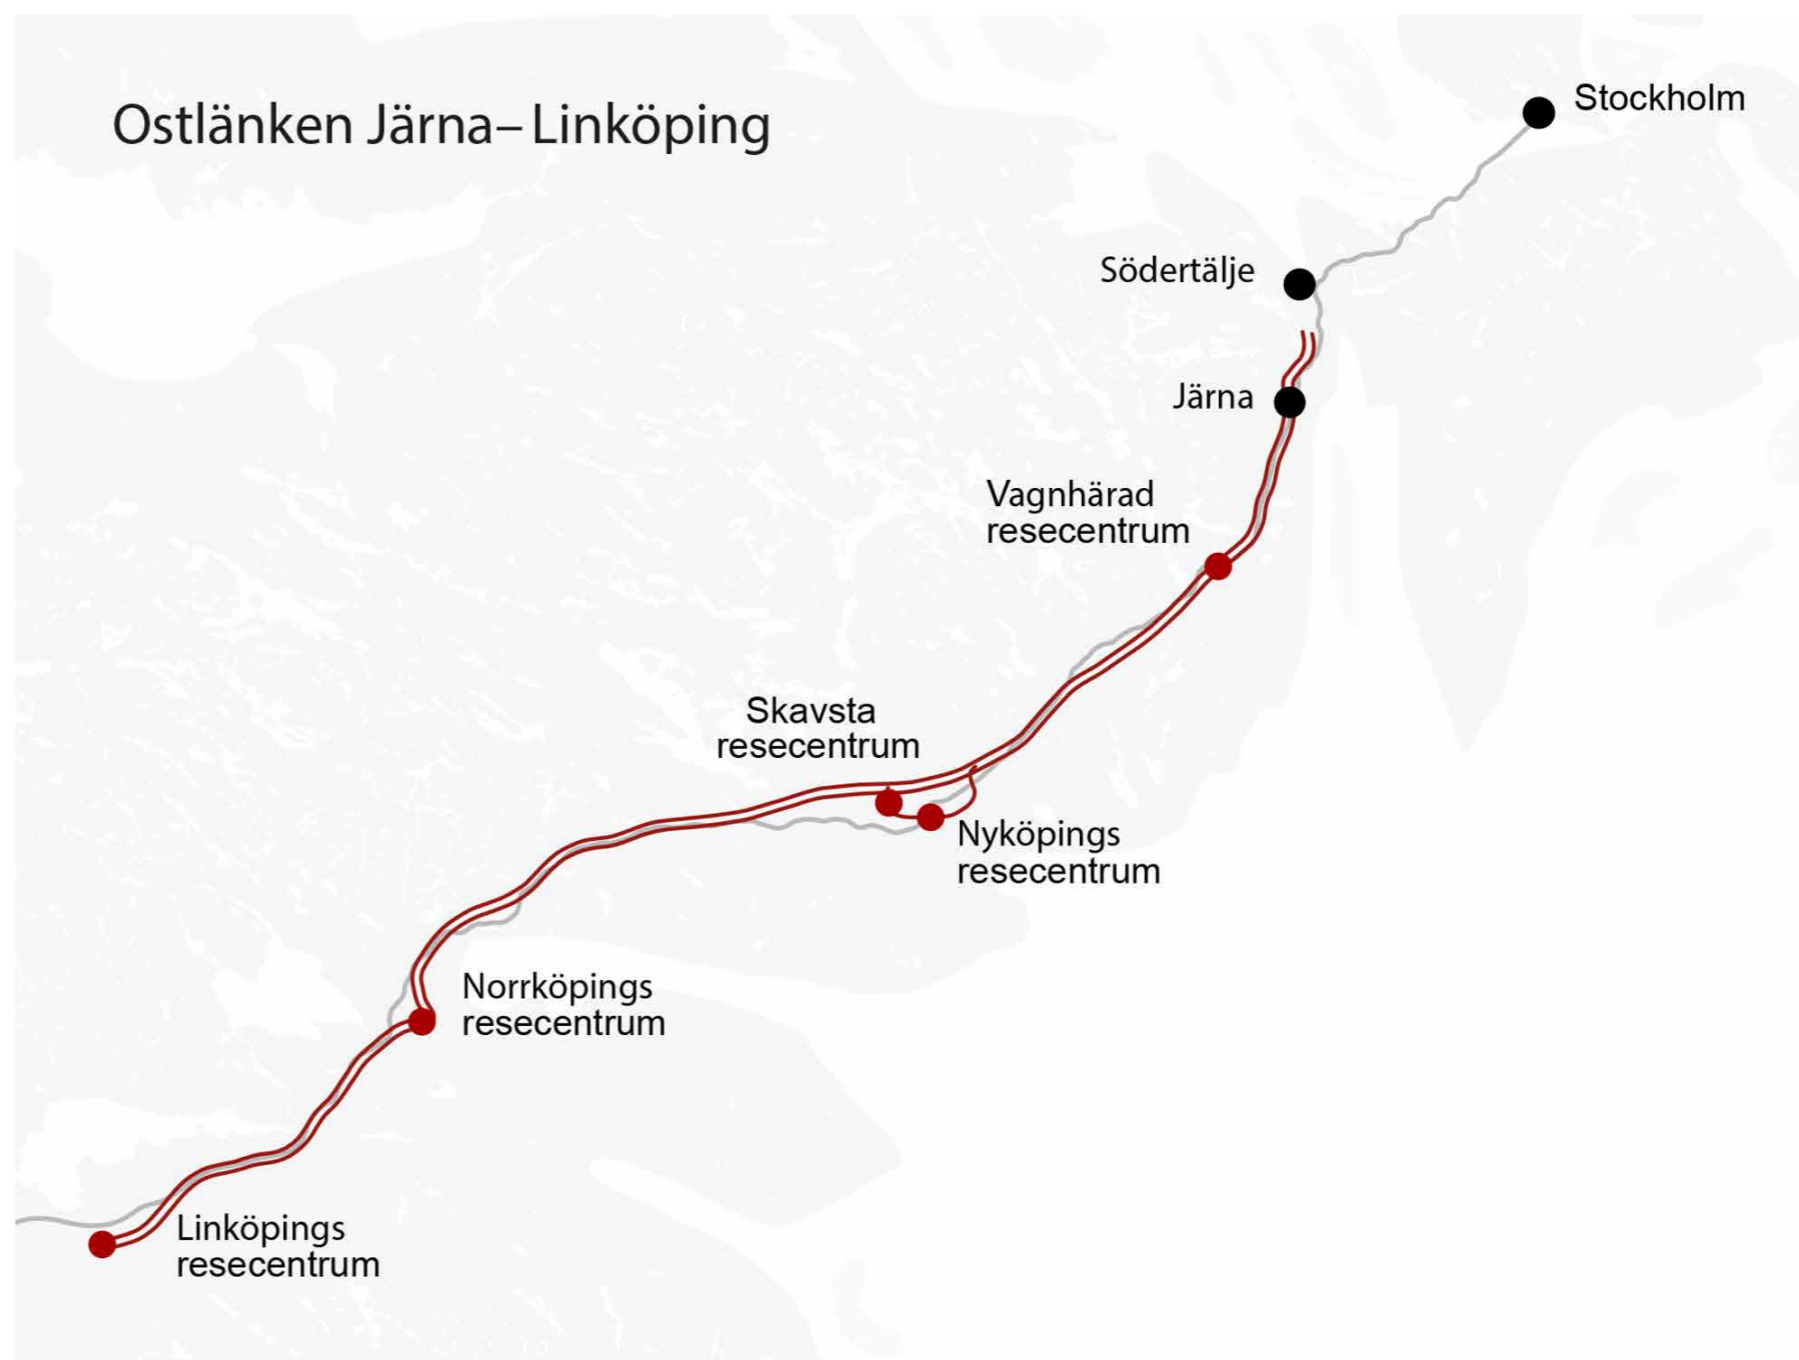 Ostlänken Järna–Linköping
Stockholm
Södertälje
Järna
Vagnhärad
resecentrum
Skavsta
resecentrum
Nyköpings
resecentrum
Norrköpings
resecentrum
Linköpings
resecentrum